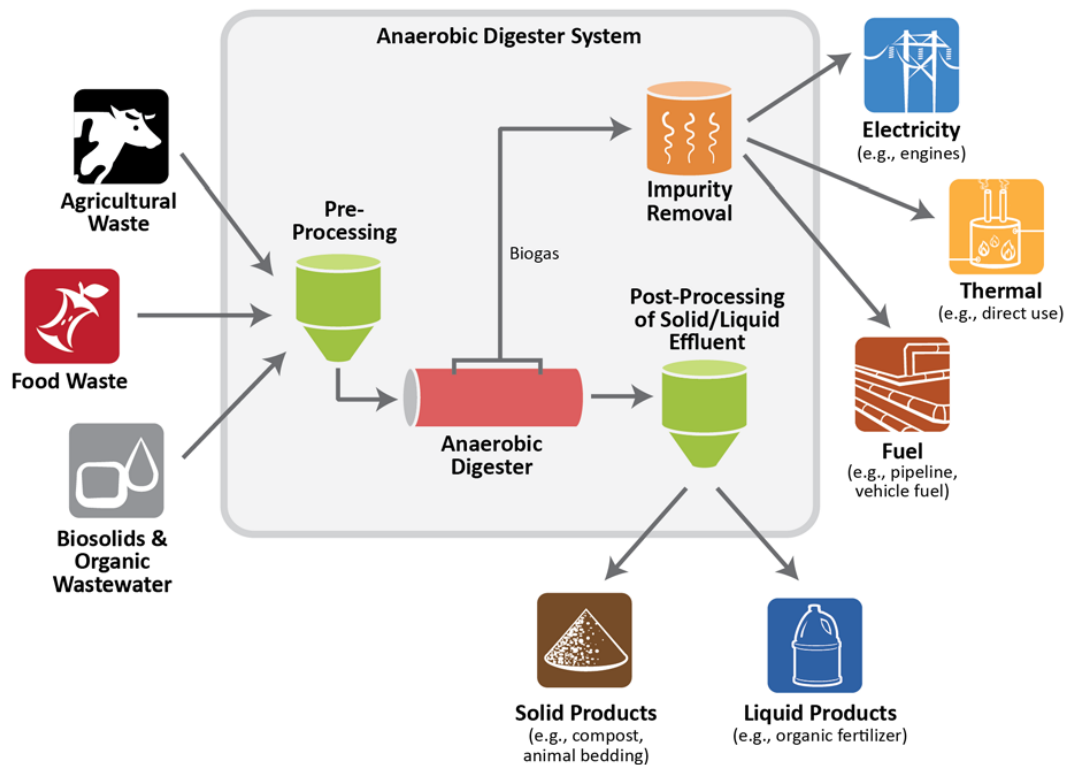 Anaerobic Digester System
Agricultural
Waste
Food Waste
Biosolids &
Organic
Wastewater
Pre-
Processing
Anaerobic
Digester
Biogas
Impurity
Removal
Post-Processing
of Solid/Liquid
Effluent
Electricity
(e.g., engines)
Thermal
(e.g., direct use)
Fuel
(e.g., pipeline,
vehicle fuel)
Solid Products
(e.g., compost,
animal bedding)
Liquid Products
(e.g., organic fertilizer)